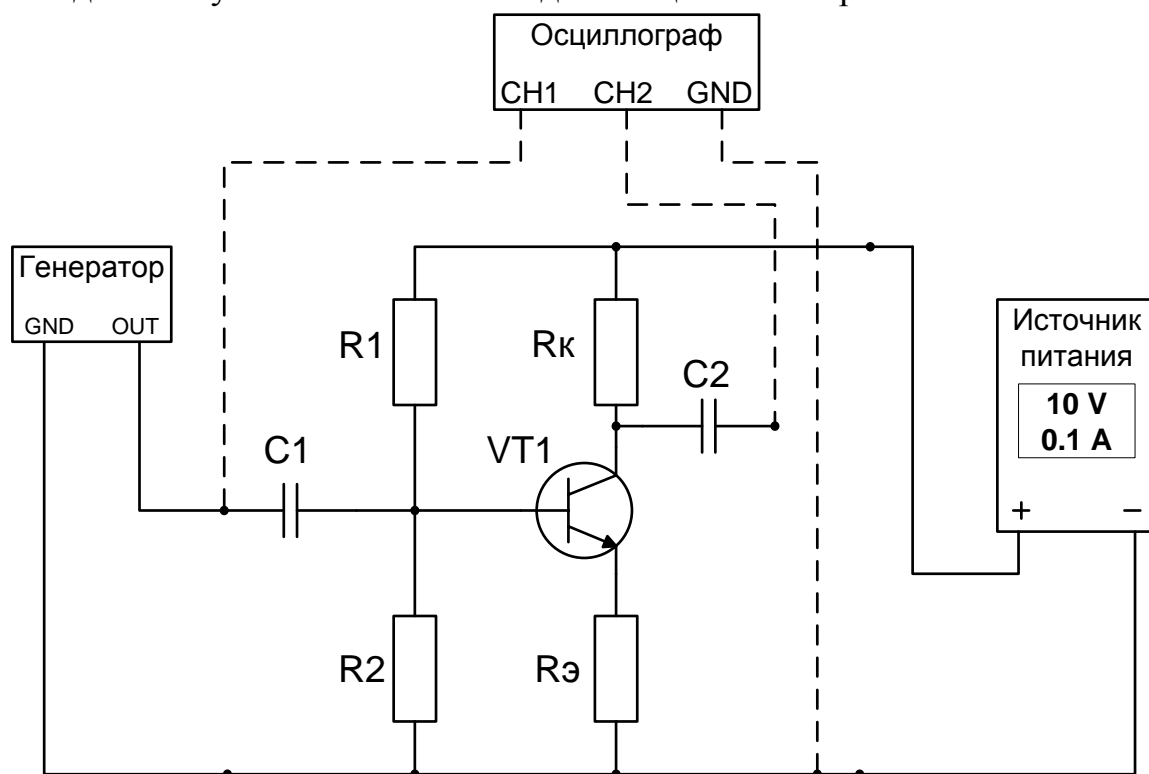 Осциллограф
CH1 CH2 GND
Генератор
GND OUT
R1
Rк
C2
C1
VT1
R2
Rэ
Источник
питания
10 V
0.1 A
+ −